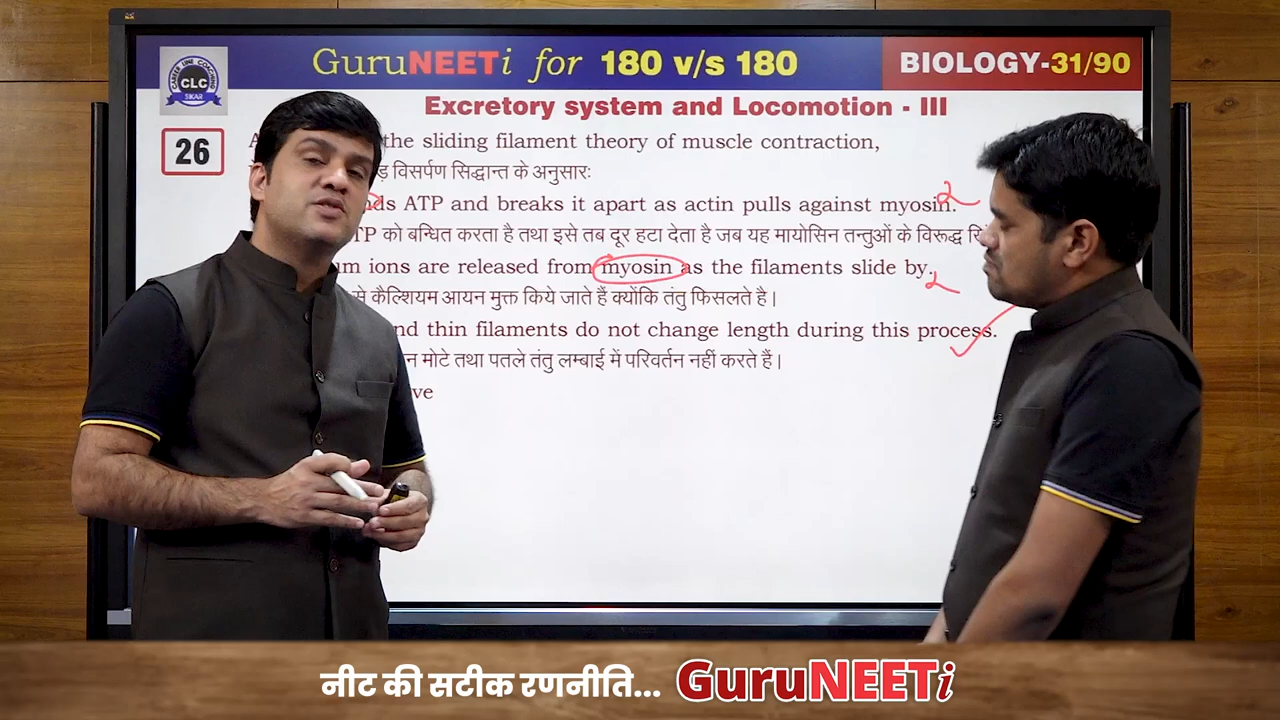 GuruNEETi for 180 v/s 180
BIOLOGY-31/90
CAREER LINE COACHING
CLC
SIKAR
Excretory system and Locomotion - III
26
the sliding filament theory of muscle contraction,
विसर्पण सिद्धान्त के अनुसारः
ATP and breaks it apart as actin pulls against myosin.
को बन्धित करता है तथा इसे तब दूर हटा देता है जब यह मायोसिन तन्तुओं के विरूद्ध
ions are released from myosin as the filaments slide by.
से कैल्शियम आयन मुक्त किये जाते हैं क्योंकि तंतु फिसलते है।
thin filaments do not change length during this process.
मोटे तथा पतले तंतु लम्बाई में परिवर्तन नहीं करते हैं।
नीट की सटीक रणनीति... GuruNEETi